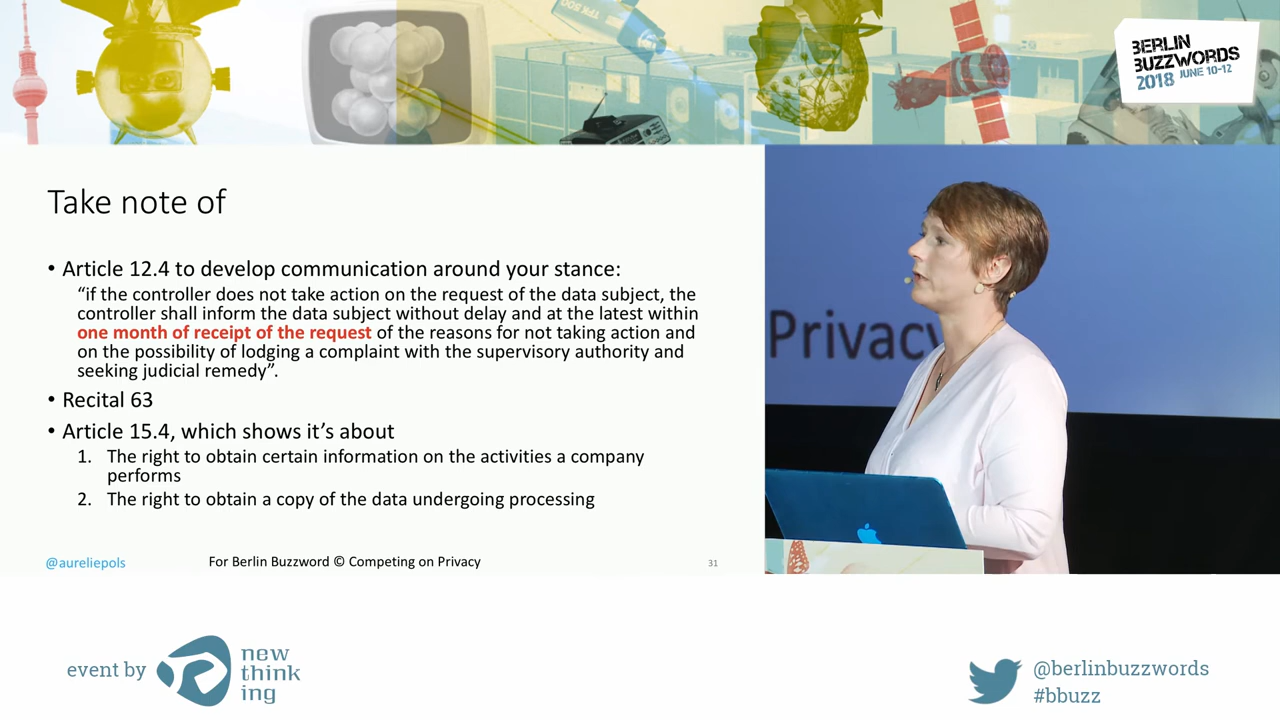 BERLIN
BUZZWORDS
2018 JUNE 10-12
TPK 500
Take note of
• Article 12.4 to develop communication around your stance:
“if the controller does not take action on the request of the data subject, the
controller shall inform the data subject without delay and at the latest within
one month of receipt of the request of the reasons for not taking action and
on the possibility of lodging a complaint with the supervisory authority and
seeking judicial remedy”.
• Recital 63
• Article 15.4, which shows it’s about
1. The right to obtain certain information on the activities a company
performs
2. The right to obtain a copy of the data undergoing processing
@aureliepols
For Berlin Buzzword © Competing on Privacy
31
Privacy
event by
new
think
ing
@berlinbuzzwords
#bbuzz